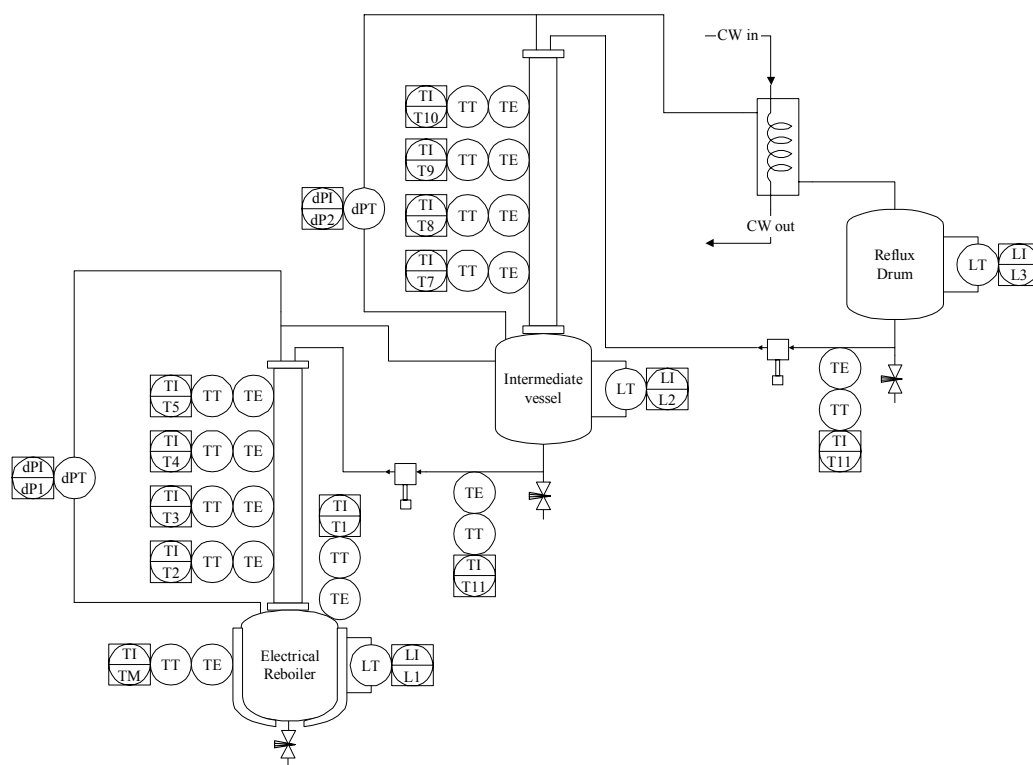 CW in
TI
T10
TT
TE
TI
T9
TT
TE
dPI
dP2
dPT
TI
T8
TT
TE
TI
T7
TT
TE
CW out
Reflux
Drum
LT
LI
L3
Intermediate
vessel
LT
LI
L2
TE
TT
TI
T11
TI
T5
TT
TE
TI
T4
TT
TE
dPI
dP1
dPT
TI
T3
TT
TE
TI
T2
TT
TE
TI
T1
TT
TE
TE
TT
TI
T11
TI
TM
TT
TE
Electrical
Reboiler
LT
LI
L1